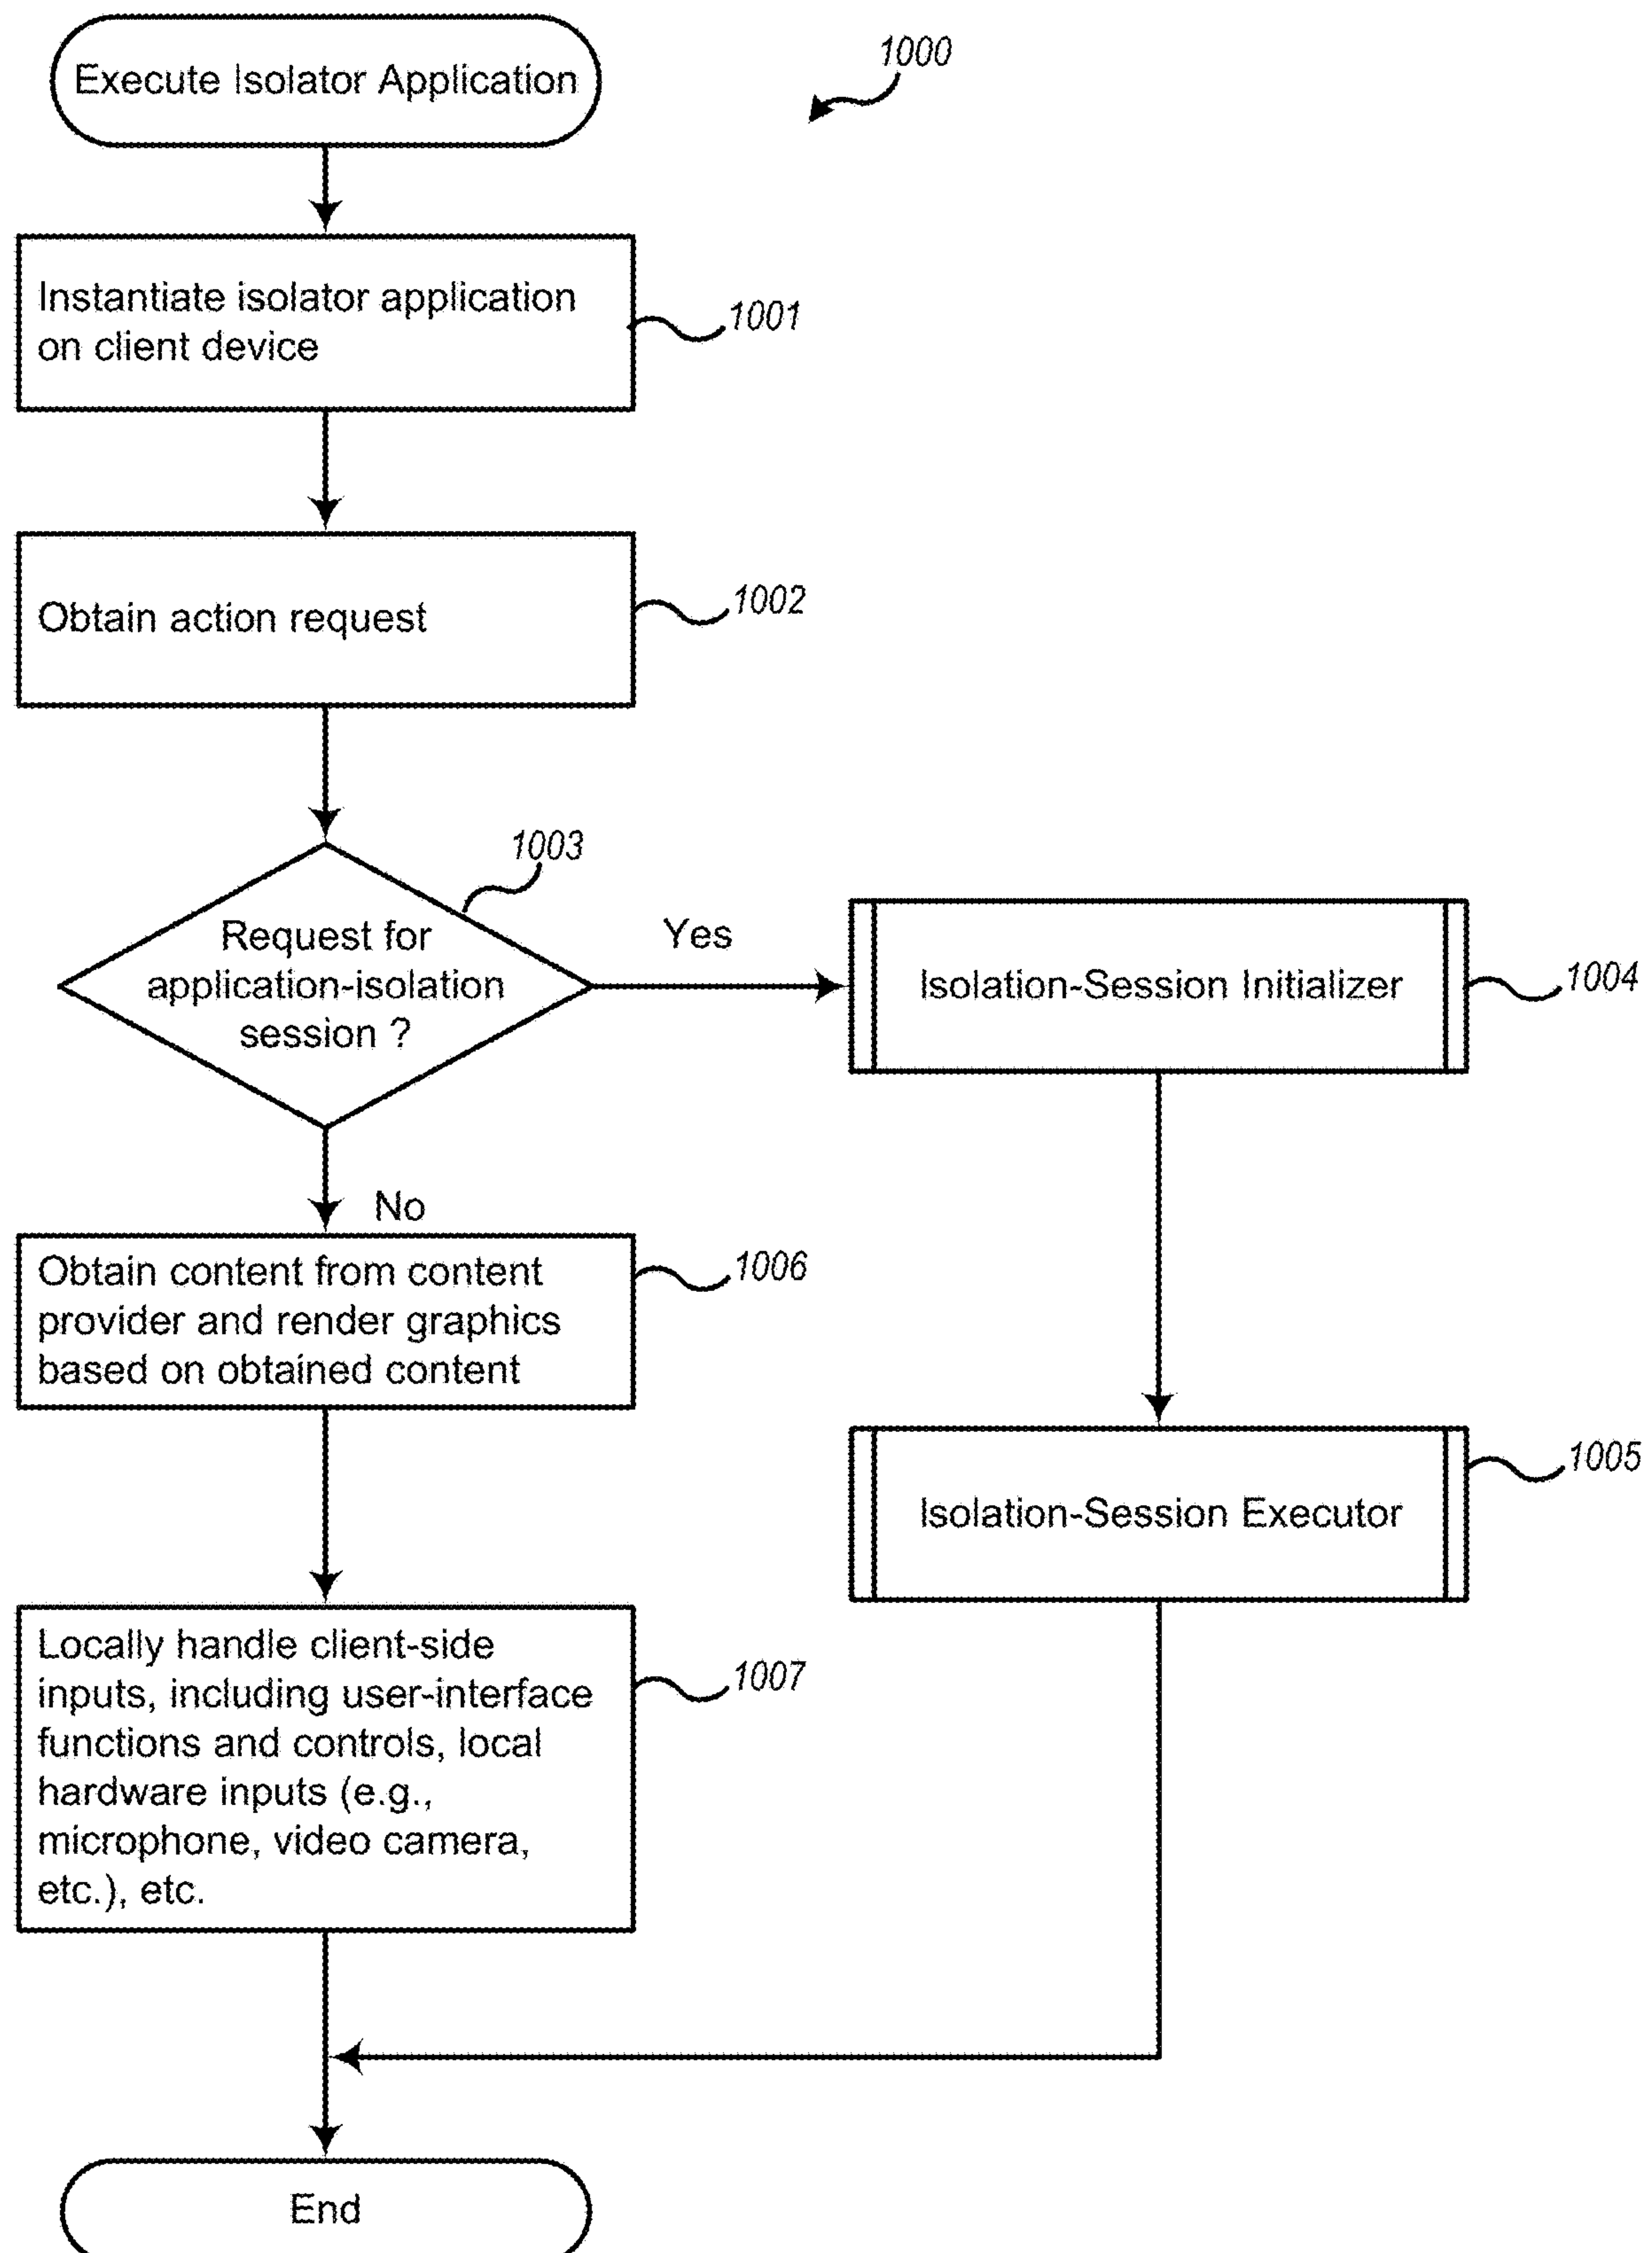 Execute Isolator Application
1000
Instantiate isolator application
on client device
1001
Obtain action request
1002
1003
Request for
application-isolation
session ?
Yes
Isolation-Session Initializer
1004
No
Obtain content from content
provider and render graphics
based on obtained content
1006
Isolation-Session Executor
1005
Locally handle client-side
inputs, including user-interface
functions and controls, local
hardware inputs (e.g.,
microphone, video camera,
etc.), etc.
1007
End